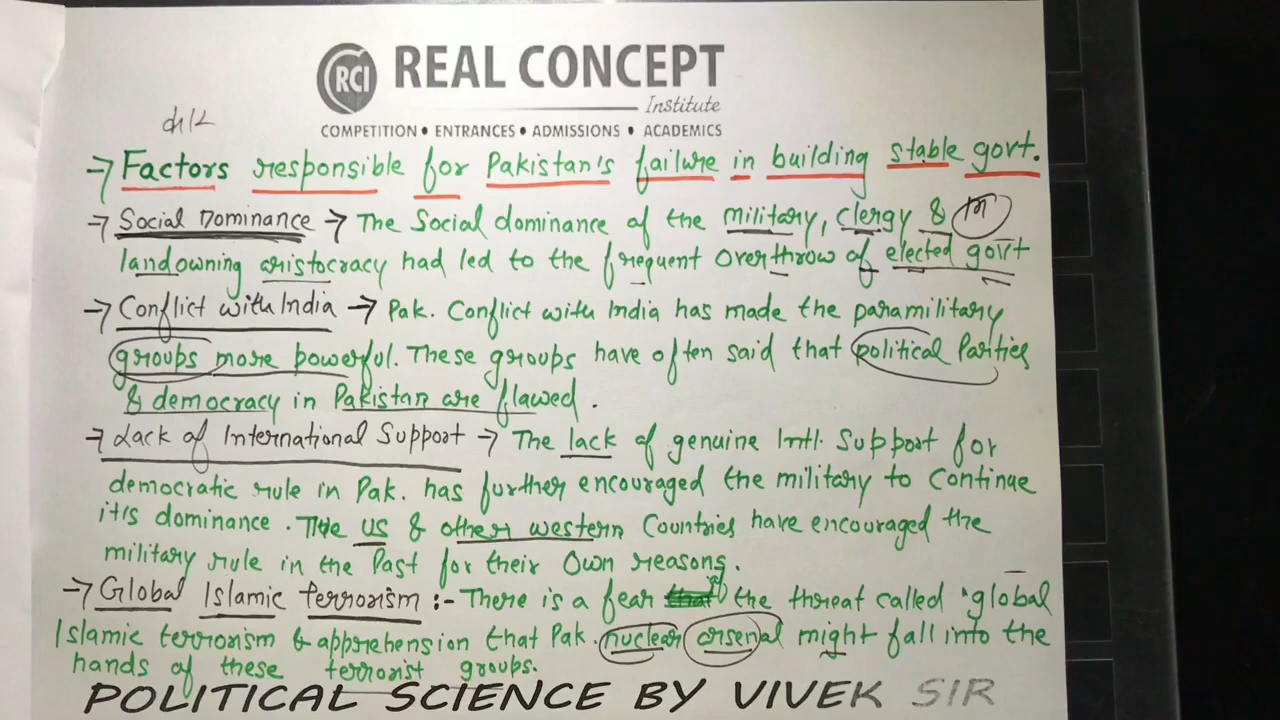 RCI REAL CONCEPT
Institute
COMPETITION • ENTRANCES • ADMISSIONS • ACADEMICS
→ Factors responsible for Pakistan's failure in building stable govt.
→ Social Dominance → The Social dominance of the military, clergy &
landowning aristocracy had led to the frequent overthrow of elected govt
→ Conflict with India → Pak. Conflict with India has made the paramilitary
groups more powerful. These groups have often said that political Parties
& democracy in Pakistan are flawed.
→ Lack of International Support → The lack of genuine Intl. Support for
democratic rule in Pak. has further encouraged the military to Continue
it's dominance. The US & other western Countries have encouraged the
military rule in the Past for their Own reasons.
→ Global Islamic terrorism :- There is a fear of the threat called "global
Islamic terrorism & apprehension that Pak. nuclear arsenal might fall into the
hands of these terrorist groups.
POLITICAL SCIENCE BY VIVEK SIR